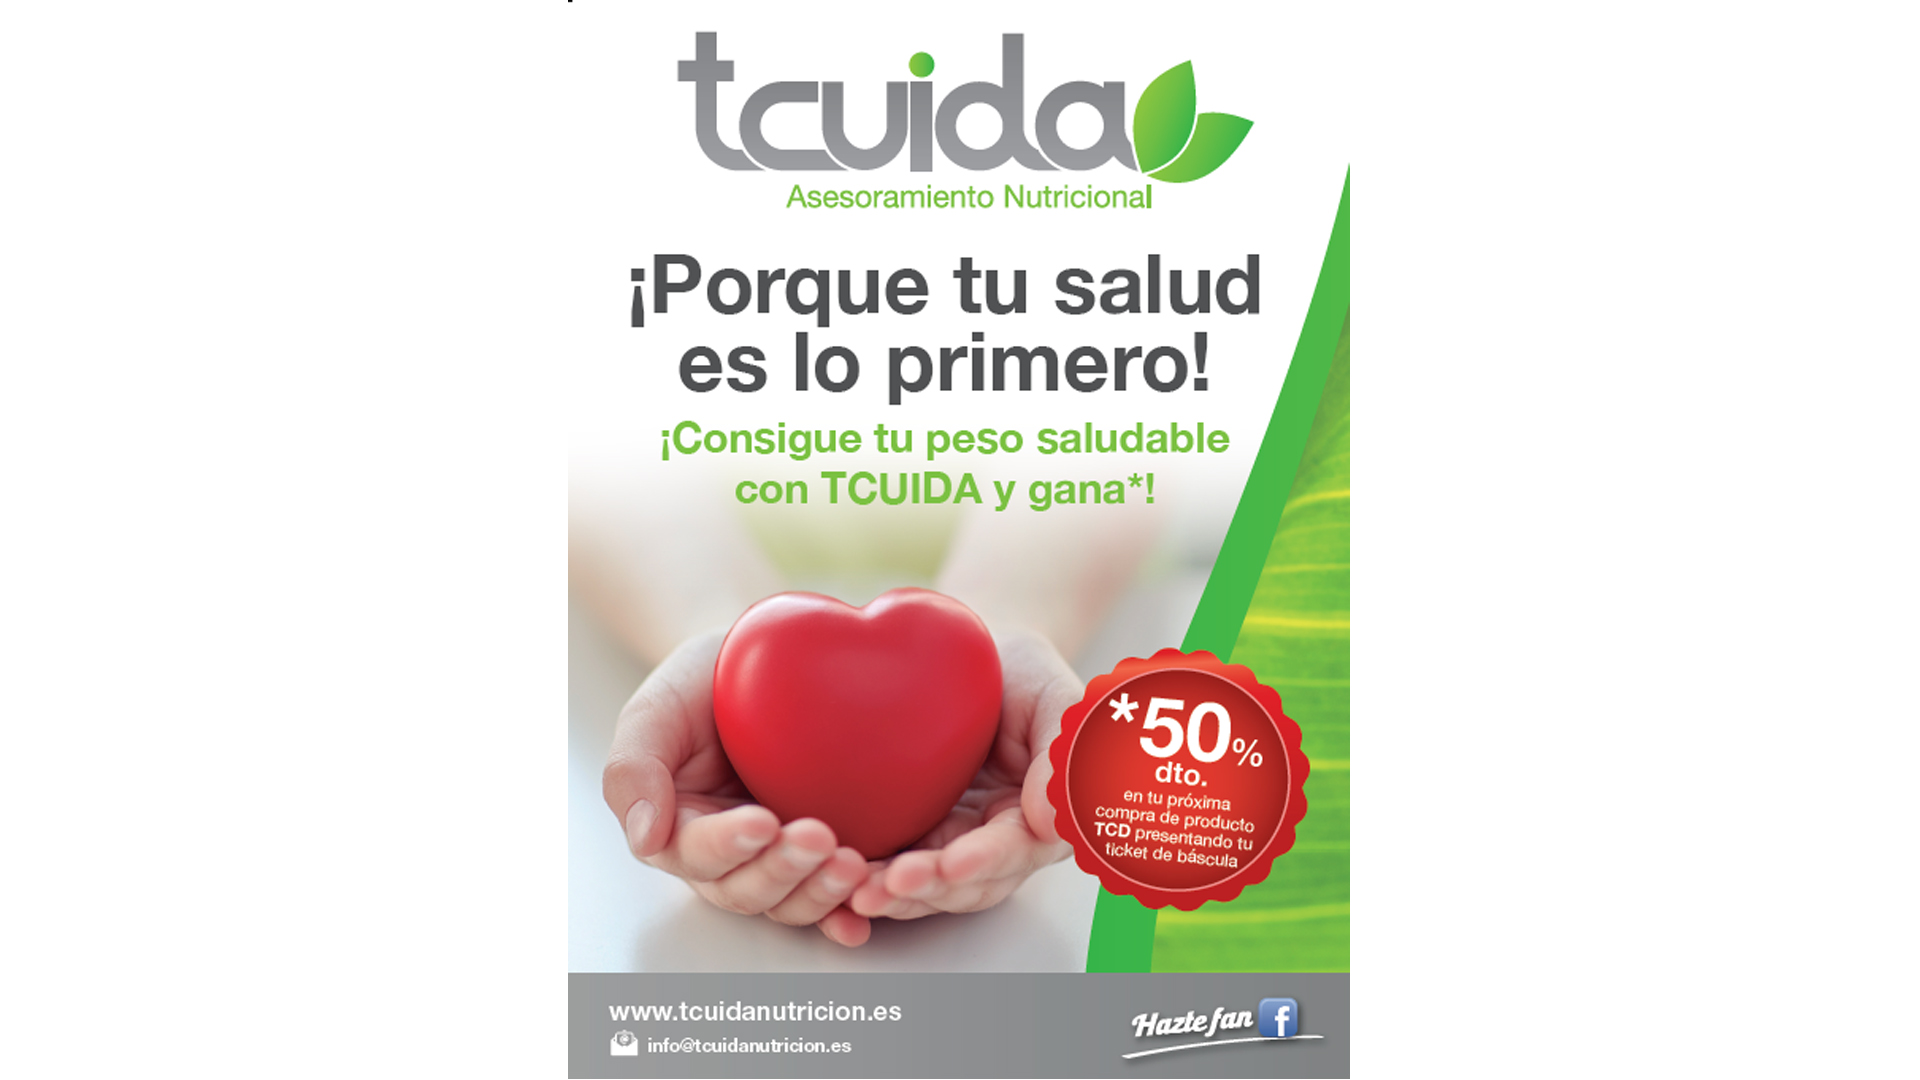 tcuida
Asesoramiento Nutricional
¡Porque tu salud
es lo primero!
¡Consigue tu peso saludable
con TCUIDA y gana*!
*50%
dto.
en tu próxima
compra de producto
TCD presentando tu
ticket de báscula
www.tcuidanutricion.es
info@tcuidanutricion.es
Hazte fan f